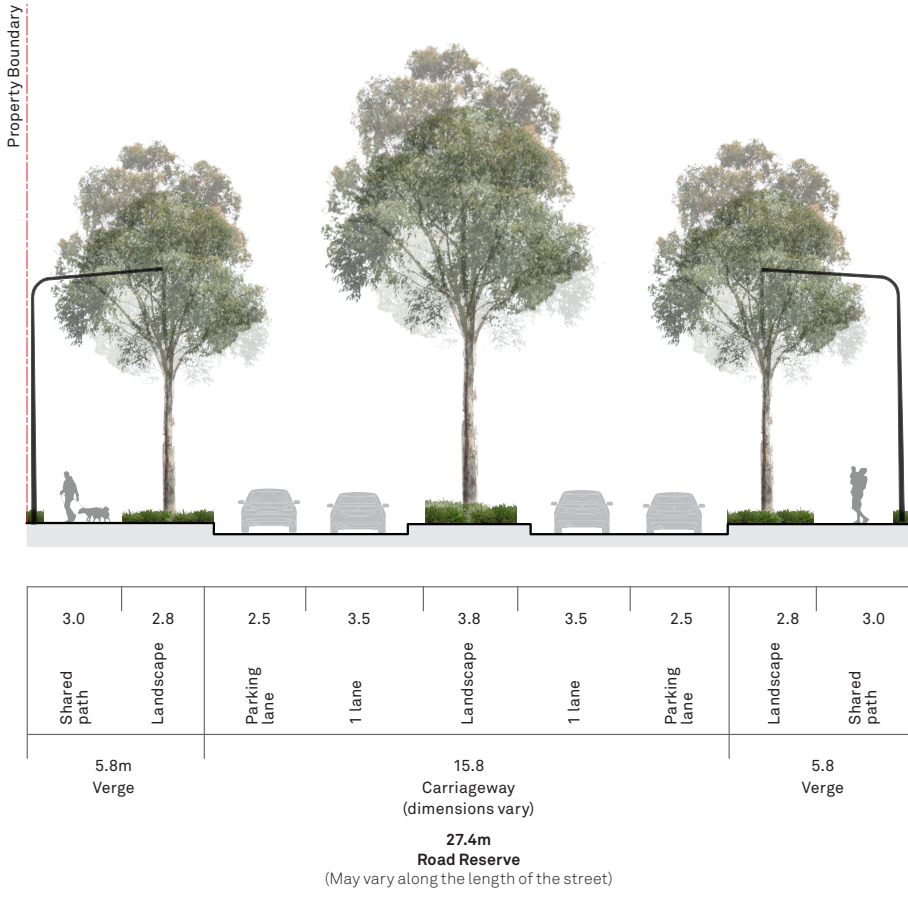 Property Boundary
3.0
2.8
2.5
3.5
3.8
3.5
2.5
2.8
3.0
Shared
path
Landscape
Parking
lane
1 lane
Landscape
1 lane
Parking
lane
Landscape
Shared
path
5.8m
Verge
15.8
Carriageway
(dimensions vary)
5.8
Verge
27.4m
Road Reserve
(May vary along the length of the street)